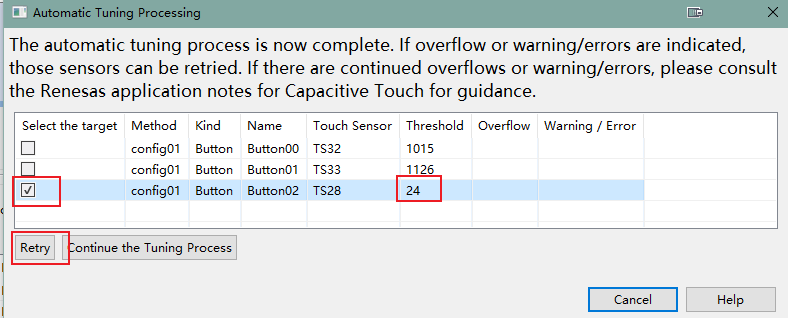 Automatic Tuning Processing
The automatic tuning process is now complete. If overflow or warning/errors are indicated,
those sensors can be retried. If there are continued overflows or warning/errors, please consult
the Renesas application notes for Capacitive Touch for guidance.
Select the target Method Kind Name Touch Sensor Threshold Overflow Warning / Error
config01 Button Button00 TS32 1015
config01 Button Button01 TS33 1126
config01 Button Button02 TS28 24
Retry Continue the Tuning Process
Cancel Help